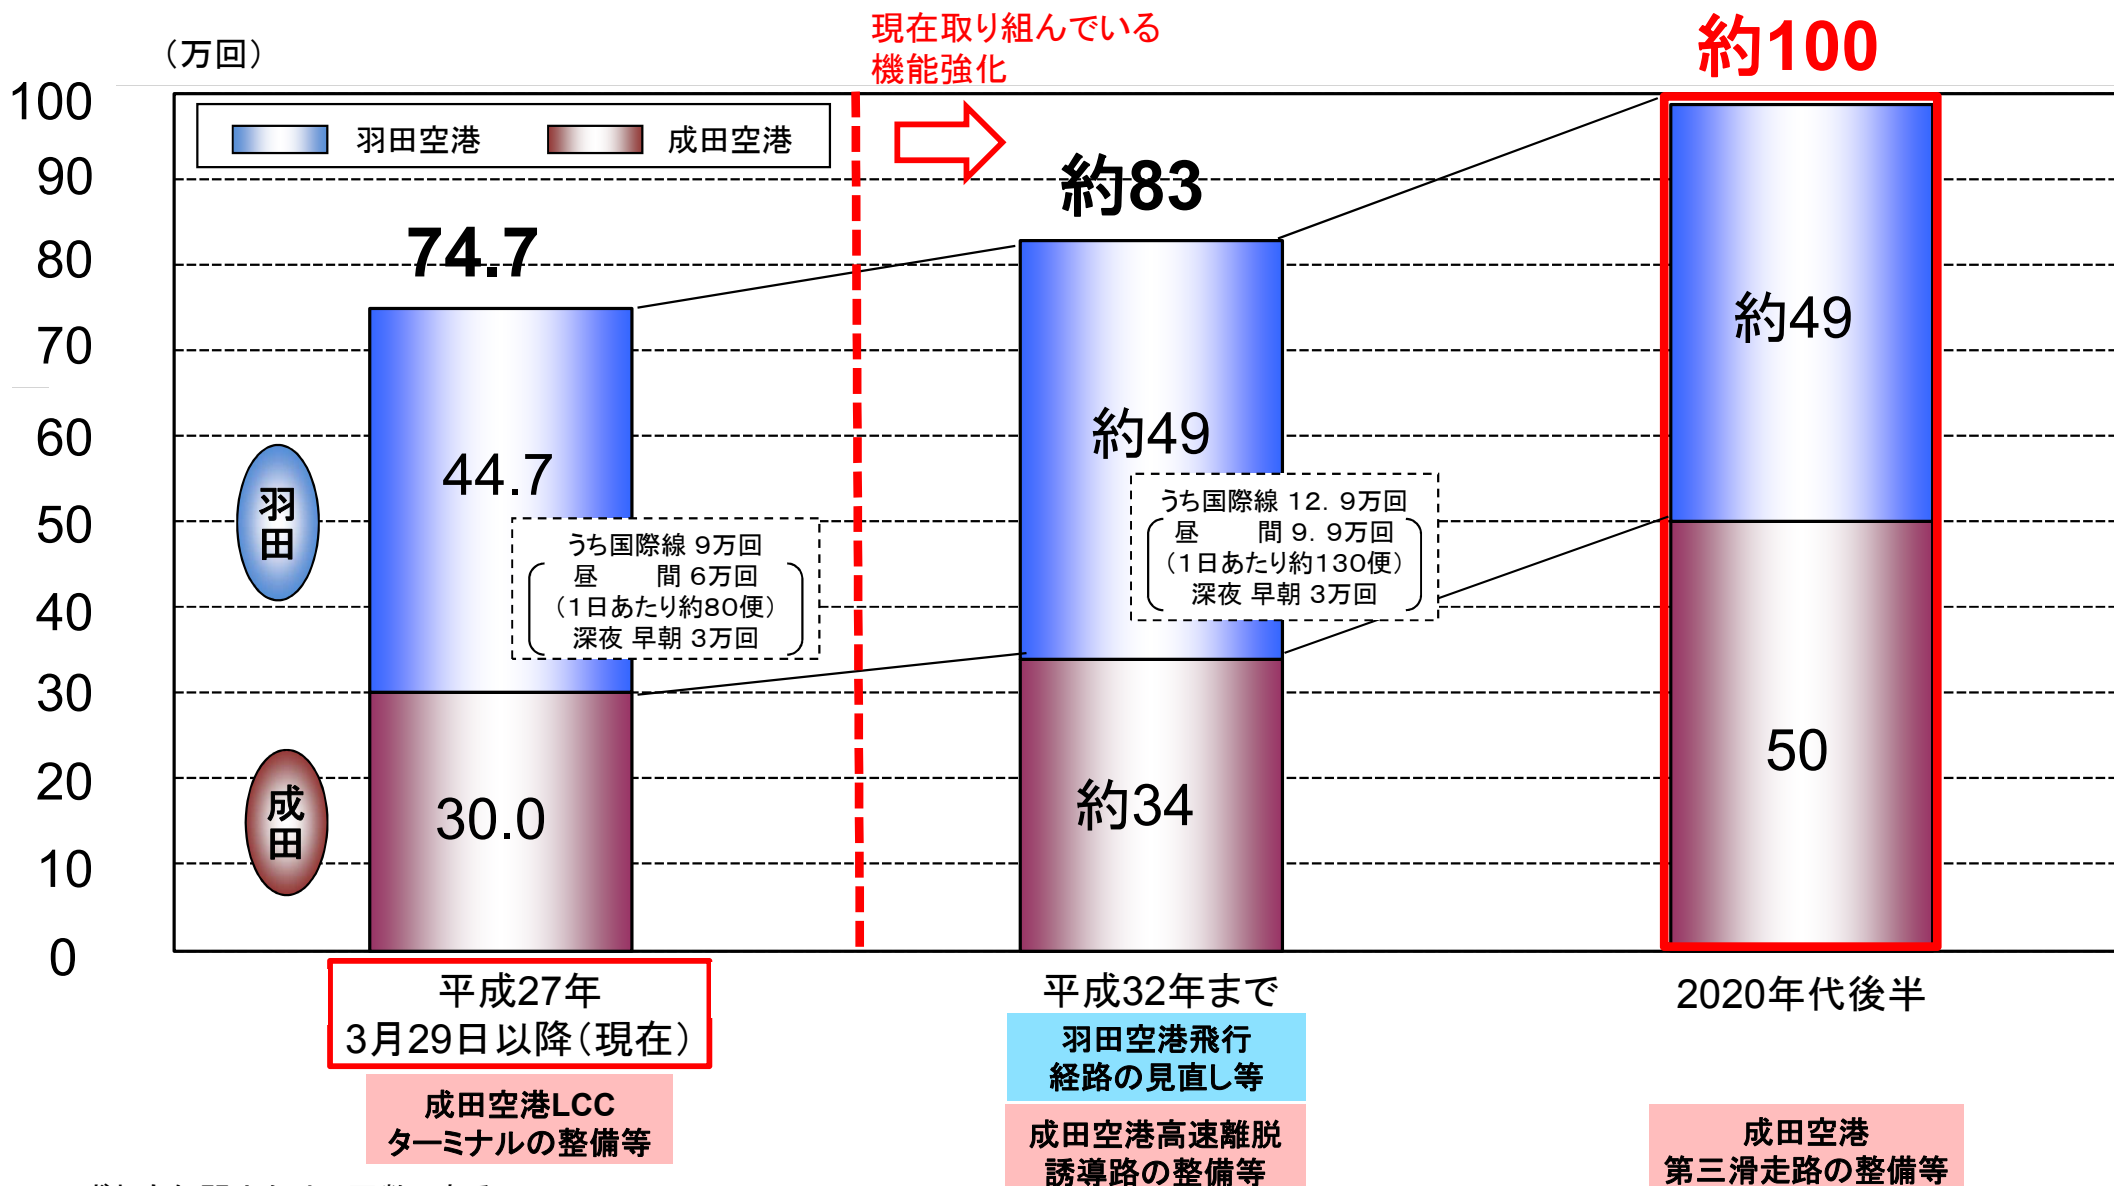 （万回）
現在取り組んでいる
機能強化
約100
100
90
80
70
60
50
40
30
20
10
0
羽田空港
成田空港
74.7
約83
羽田
成田
44.7
30.0
うち国際線 9万回
昼　　間 6万回
（1日あたり約80便）
深夜 早朝 3万回
約49
約34
うち国際線 12．9万回
昼　　間 9．9万回
（1日あたり約130便）
深夜 早朝 3万回
約49
50
平成27年
3月29日以降（現在）
平成32年まで
2020年代後半
成田空港LCC
ターミナルの整備等
羽田空港飛行
経路の見直し等
成田空港高速離脱
誘導路の整備等
成田空港
第三滑走路の整備等